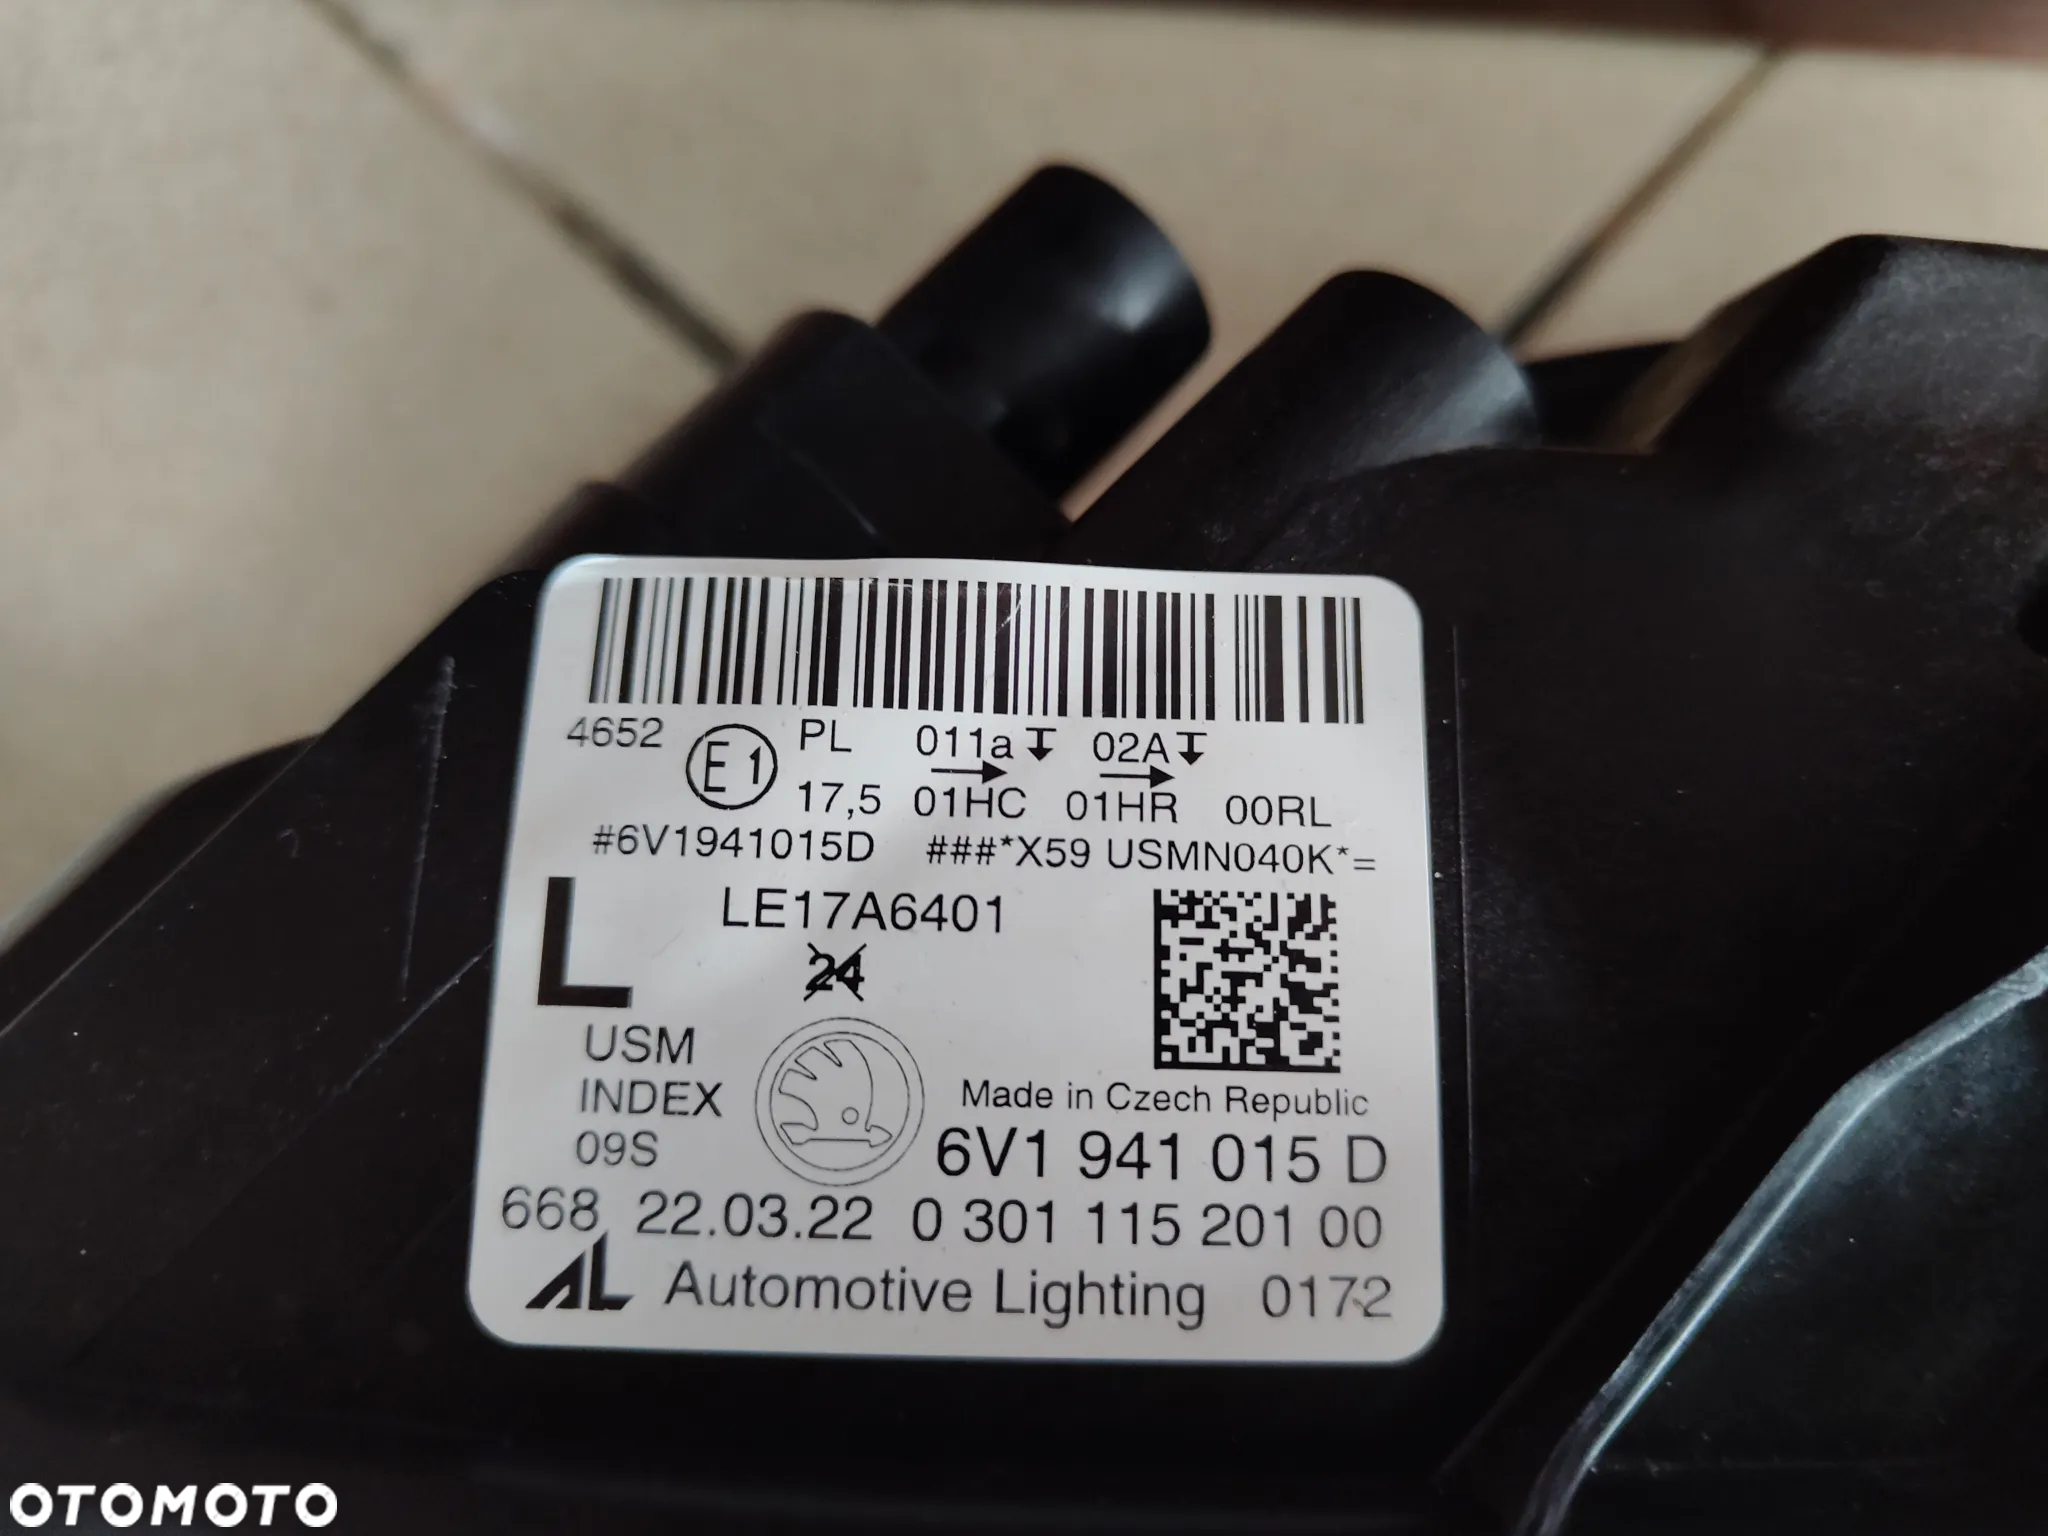 4652 E1 PL 011a 02A
17,5 01HC 01HR 00RL
#6V1941015D ###*X59 USMN040K*=
L LE17A6401
24
USM
INDEX Made in Czech Republic
09S 6V1 941 015 D
668 22.03.22 0 301 115 201 00
AL Automotive Lighting 0172
OTOMOTO